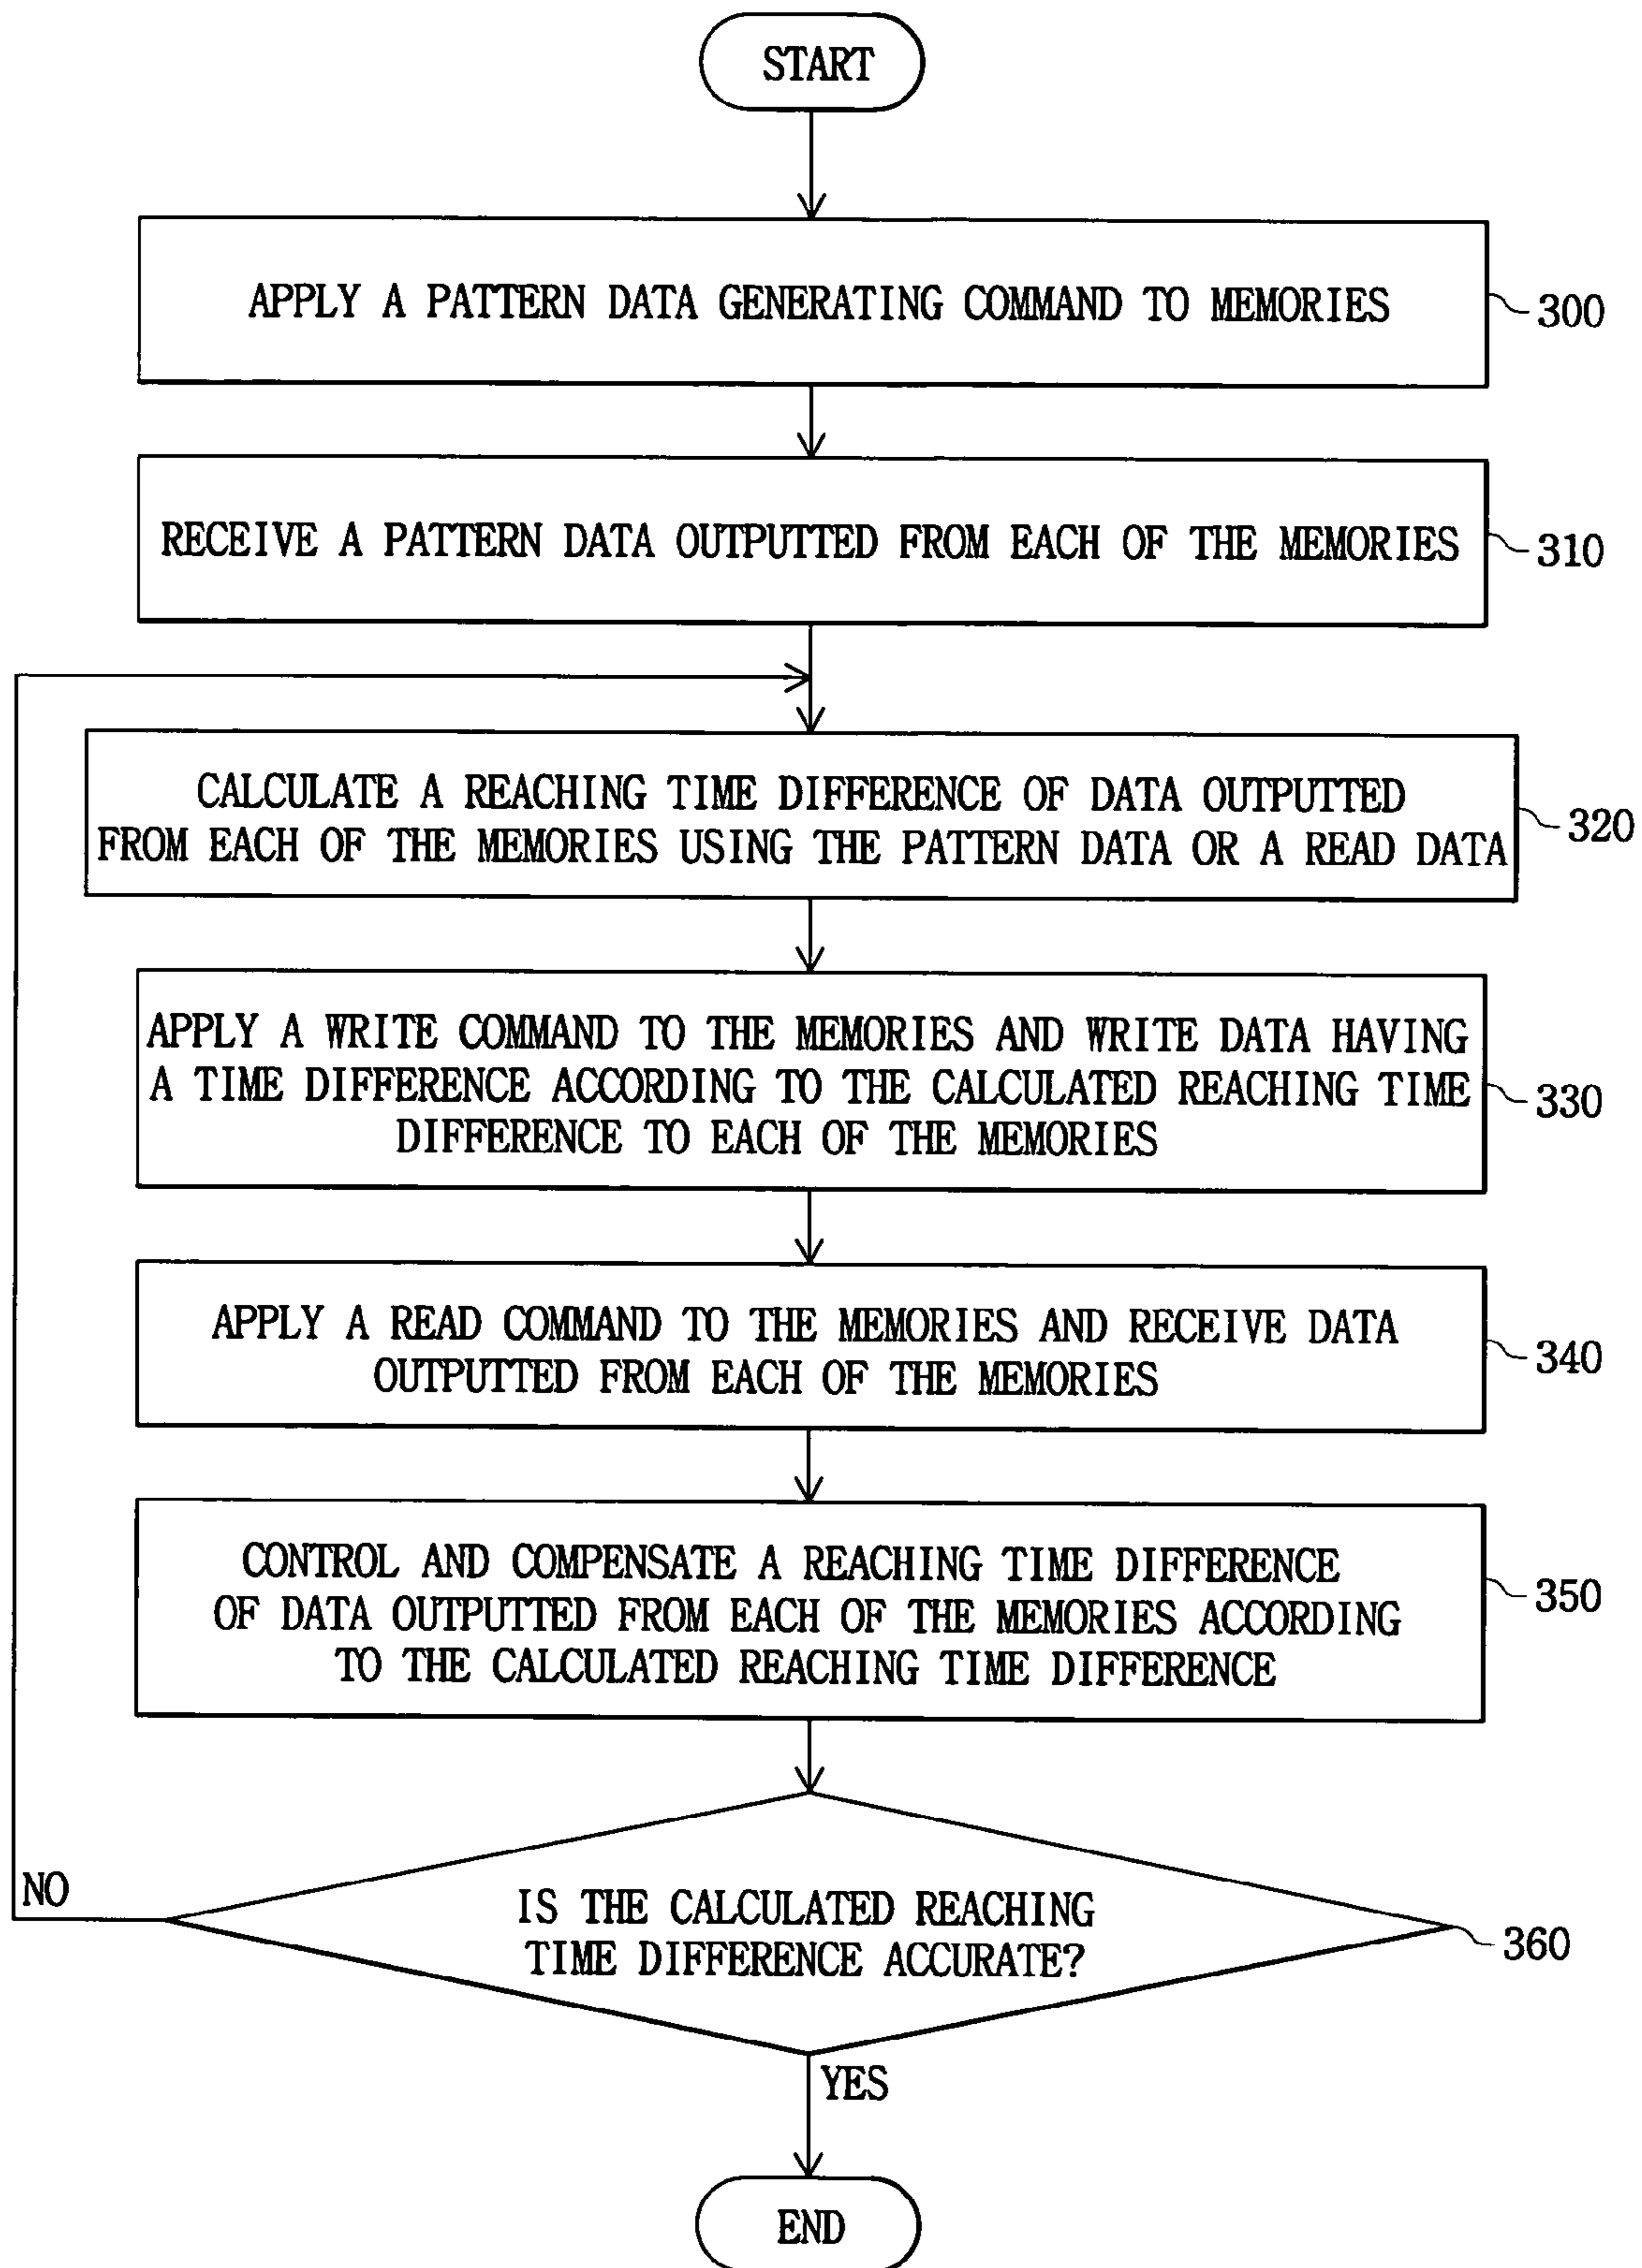 START
APPLY A PATTERN DATA GENERATING COMMAND TO MEMORIES
300
RECEIVE A PATTERN DATA OUTPUTTED FROM EACH OF THE MEMORIES
310
CALCULATE A REACHING TIME DIFFERENCE OF DATA OUTPUTTED
FROM EACH OF THE MEMORIES USING THE PATTERN DATA OR A READ DATA
320
APPLY A WRITE COMMAND TO THE MEMORIES AND WRITE DATA HAVING
A TIME DIFFERENCE ACCORDING TO THE CALCULATED REACHING TIME
DIFFERENCE TO EACH OF THE MEMORIES
330
APPLY A READ COMMAND TO THE MEMORIES AND RECEIVE DATA
OUTPUTTED FROM EACH OF THE MEMORIES
340
CONTROL AND COMPENSATE A REACHING TIME DIFFERENCE
OF DATA OUTPUTTED FROM EACH OF THE MEMORIES ACCORDING
TO THE CALCULATED REACHING TIME DIFFERENCE
350
NO
IS THE CALCULATED REACHING
TIME DIFFERENCE ACCURATE?
360
YES
END